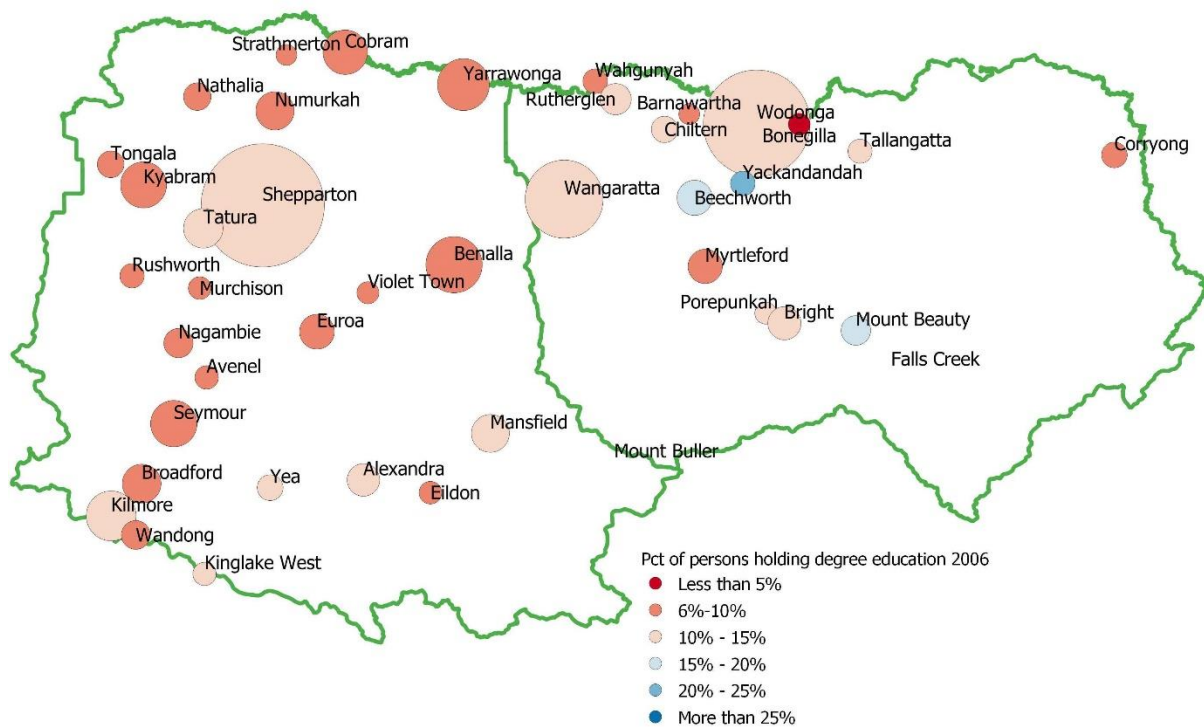 Strathmerton
Cobram
Yarrawonga
Wahgunyah
Nathalia
Numurkah
Rutherglen
Barnawartha
Wodonga
Chiltern
Bonegilla
Tallangatta
Corryong
Tongala
Kyabram
Shepparton
Wangaratta
Yackandandah
Beechworth
Tatura
Benalla
Myrtleford
Rushworth
Violet Town
Murchison
Porepunkah
Bright
Mount Beauty
Euroa
Nagambie
Falls Creek
Avenel
Seymour
Mansfield
Mount Buller
Broadford
Yea
Alexandra
Eildon
Kilmore
Wandong
Kinglake West
Pct of persons holding degree education 2006
Less than 5%
6%-10%
10% - 15%
15% - 20%
20% - 25%
More than 25%